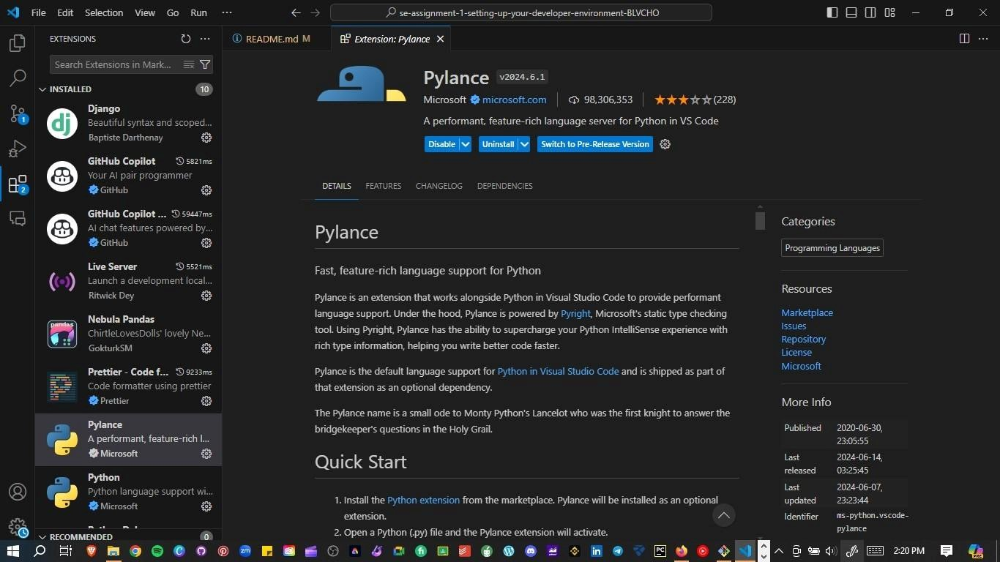 File Edit Selection View Go Run ···
se-assignment-1-setting-up-your-developer-environment-BLVCHO
EXTENSIONS
Search Extensions in Mark...
INSTALLED 10
Django
Beautiful syntax and scoped...
Baptiste Darthenay
GitHub Copilot 5821ms
Your AI pair programmer
GitHub
GitHub Copilot ... 59447ms
AI chat features powered by...
GitHub
Live Server 5521ms
Launch a development local...
Ritwick Dey
Nebula Pandas
ChirtleLovesDolls' lovely Ne...
GokturkSM
Prettier - Code f... 9233ms
Code formatter using prettier
Prettier
Pylance
A performant, feature-rich l...
Microsoft
Python
Python language support wi...
Microsoft
RECOMMENDED 0
1
2
dj
pandas
README.md M
Extension: Pylance
Pylance v2024.6.1
Microsoft microsoft.com 98,306,353 (228)
A performant, feature-rich language server for Python in VS Code
Disable Uninstall Switch to Pre-Release Version
DETAILS FEATURES CHANGELOG DEPENDENCIES
Pylance
Fast, feature-rich language support for Python
Pylance is an extension that works alongside Python in Visual Studio Code to provide performant
language support. Under the hood, Pylance is powered by Pyright, Microsoft's static type checking
tool. Using Pyright, Pylance has the ability to supercharge your Python IntelliSense experience with
rich type information, helping you write better code faster.
Pylance is the default language support for Python in Visual Studio Code and is shipped as part of
that extension as an optional dependency.
The Pylance name is a small ode to Monty Python's Lancelot who was the first knight to answer the
bridgekeeper's questions in the Holy Grail.
Quick Start
1. Install the Python extension from the marketplace. Pylance will be installed as an optional
extension.
2. Open a Python (.py) file and the Pylance extension will activate.
Categories
Programming Languages
Resources
Marketplace
Issues
Repository
License
Microsoft
More Info
Published 2020-06-30,
23:05:55
Last 2024-06-14,
released 03:25:45
Last 2024-06-07,
updated 23:23:44
Identifier ms-python.vscode-
pylance
zm
in
PC
2:20 PM
PRE